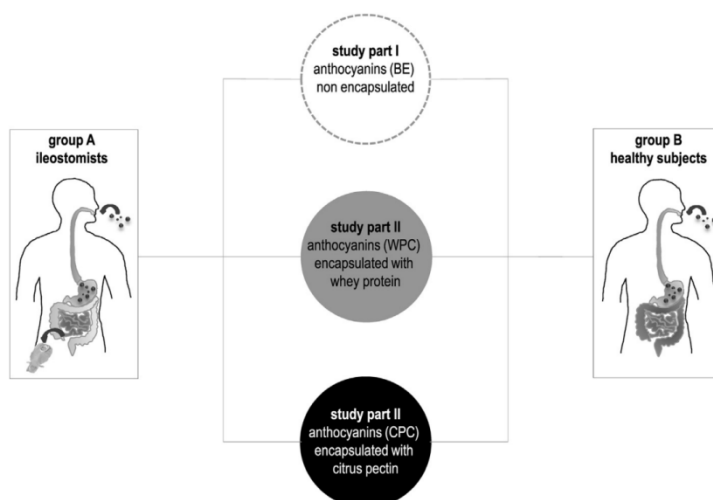 study part I
anthocyanins (BE)
non encapsulated
group A
ileostomists
group B
healthy subjects
study part II
anthocyanins (WPC)
encapsulated with
whey protein
study part II
anthocyanins (CPC)
encapsulated with
citrus pectin